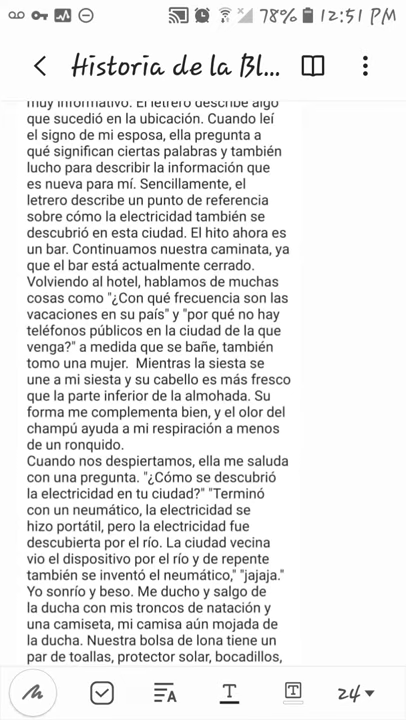 78% 12:51 PM
Historia de la Bl...
muy informativo. El letrero describe algo
que sucedió en la ubicación. Cuando leí
el signo de mi esposa, ella pregunta a
qué significan ciertas palabras y también
lucho para describir la información que
es nueva para mí. Sencillamente, el
letrero describe un punto de referencia
sobre cómo la electricidad también se
descubrió en esta ciudad. El hito ahora es
un bar. Continuamos nuestra caminata, ya
que el bar está actualmente cerrado.
Volviendo al hotel, hablamos de muchas
cosas como "¿Con qué frecuencia son las
vacaciones en su país" y "por qué no hay
teléfonos públicos en la ciudad de la que
venga?" a medida que se bañe, también
tomo una mujer.  Mientras la siesta se
une a mi siesta y su cabello es más fresco
que la parte inferior de la almohada. Su
forma me complementa bien, y el olor del
champú ayuda a mi respiración a menos
de un ronquido.
Cuando nos despiertamos, ella me saluda
con una pregunta. "¿Cómo se descubrió
la electricidad en tu ciudad?" "Terminó
con un neumático, la electricidad se
hizo portátil, pero la electricidad fue
descubierta por el río. La ciudad vecina
vio el dispositivo por el río y de repente
también se inventó el neumático," "jajaja."
Yo sonrío y beso. Me ducho y salgo de
la ducha con mis troncos de natación y
una camiseta, mi camisa aún mojada de
la ducha. Nuestra bolsa de lona tiene un
par de toallas, protector solar, bocadillos,
A T T 24